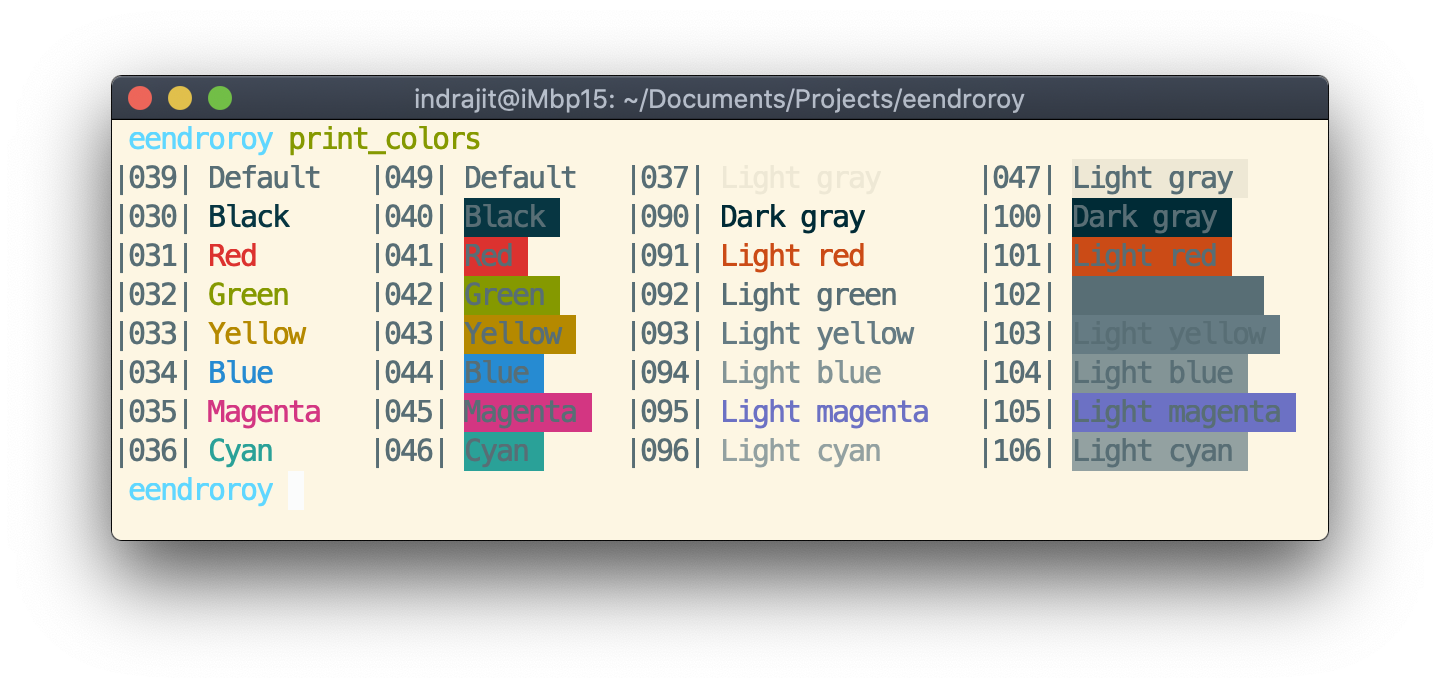 indrajit@iMbp15: ~/Documents/Projects/eendroroy
eendroroy print_colors
|039| Default |049| Default |037| Light gray |047| Light gray
|030| Black |040| Black |090| Dark gray |100| Dark gray
|031| Red |041| Red |091| Light red |101| Light red
|032| Green |042| Green |092| Light green |102|
|033| Yellow |043| Yellow |093| Light yellow |103| Light yellow
|034| Blue |044| Blue |094| Light blue |104| Light blue
|035| Magenta |045| Magenta |095| Light magenta |105| Light magenta
|036| Cyan |046| Cyan |096| Light cyan |106| Light cyan
eendroroy